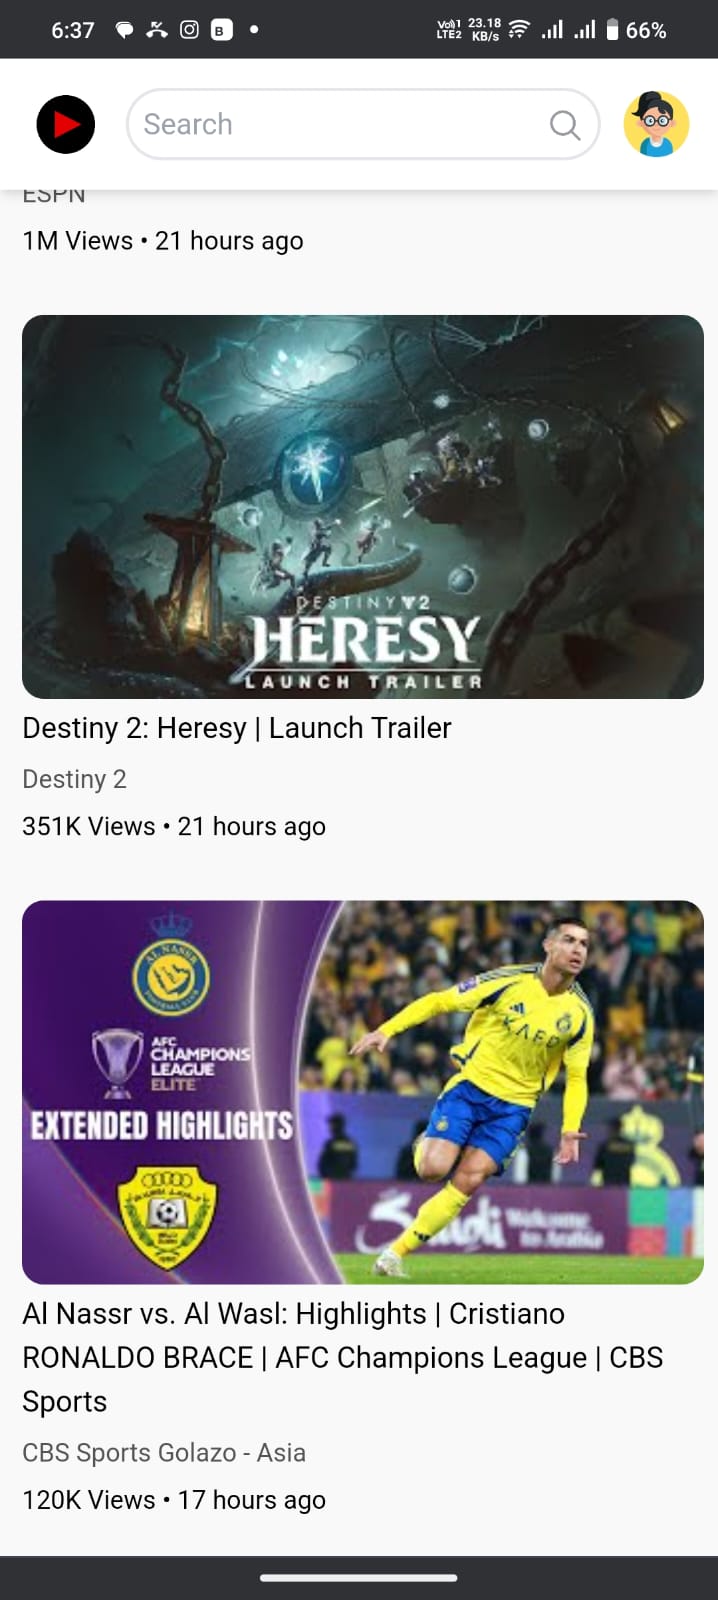 6:37
B
Vo)) 1
LTE2
23.18
KB/s
66%
Search
ESPN
1M Views • 21 hours ago
DESTINY 2
HERESY
LAUNCH TRAILER
Destiny 2: Heresy | Launch Trailer
Destiny 2
351K Views • 21 hours ago
AL NASSR
AFC
CHAMPIONS
LEAGUE
ELITE
EXTENDED HIGHLIGHTS
KAFD
Saudi Welcome
to Arabia
Al Nassr vs. Al Wasl: Highlights | Cristiano
RONALDO BRACE | AFC Champions League | CBS
Sports
CBS Sports Golazo - Asia
120K Views • 17 hours ago